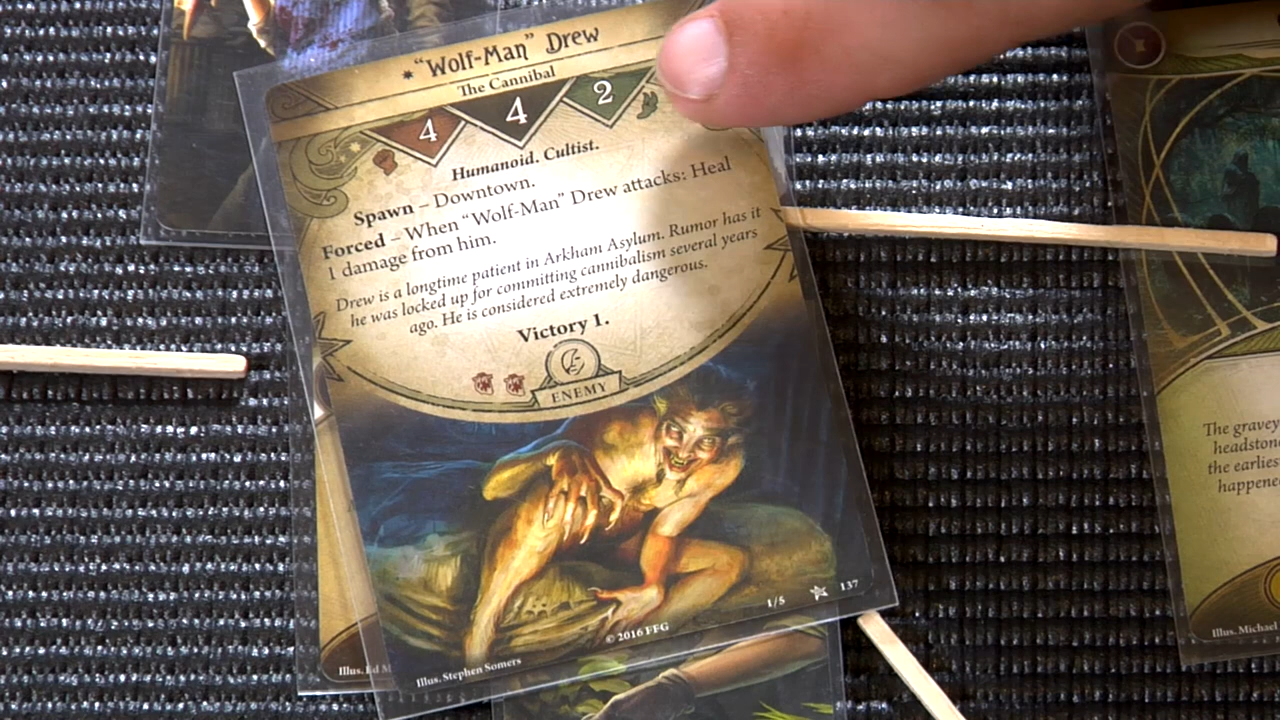 "Wolf-Man" Drew
The Cannibal
4 4 2
Humanoid. Cultist.
Spawn – Downtown.
Forced – When "Wolf-Man" Drew attacks: Heal
1 damage from him.
Drew is a longtime patient in Arkham Asylum. Rumor has it
he was locked up for committing cannibalism several years
ago. He is considered extremely dangerous.
Victory 1.
ENEMY
1/5 137
© 2016 FFG
Illus. Stephen Somers
Illus. Ed M
The gravey
headston
the earlies
happene
Illus. Michael